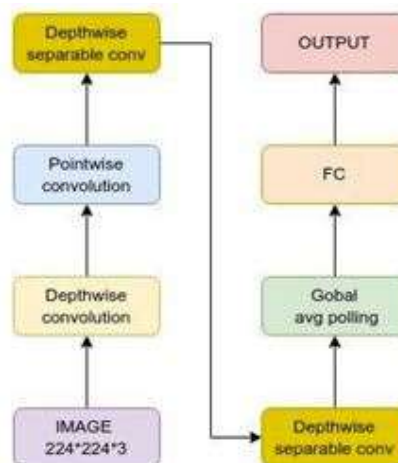 Depthwise
separable conv
Pointwise
convolution
Depthwise
convolution
IMAGE
224*224*3
OUTPUT
FC
Gobal
avg polling
Depthwise
separable conv